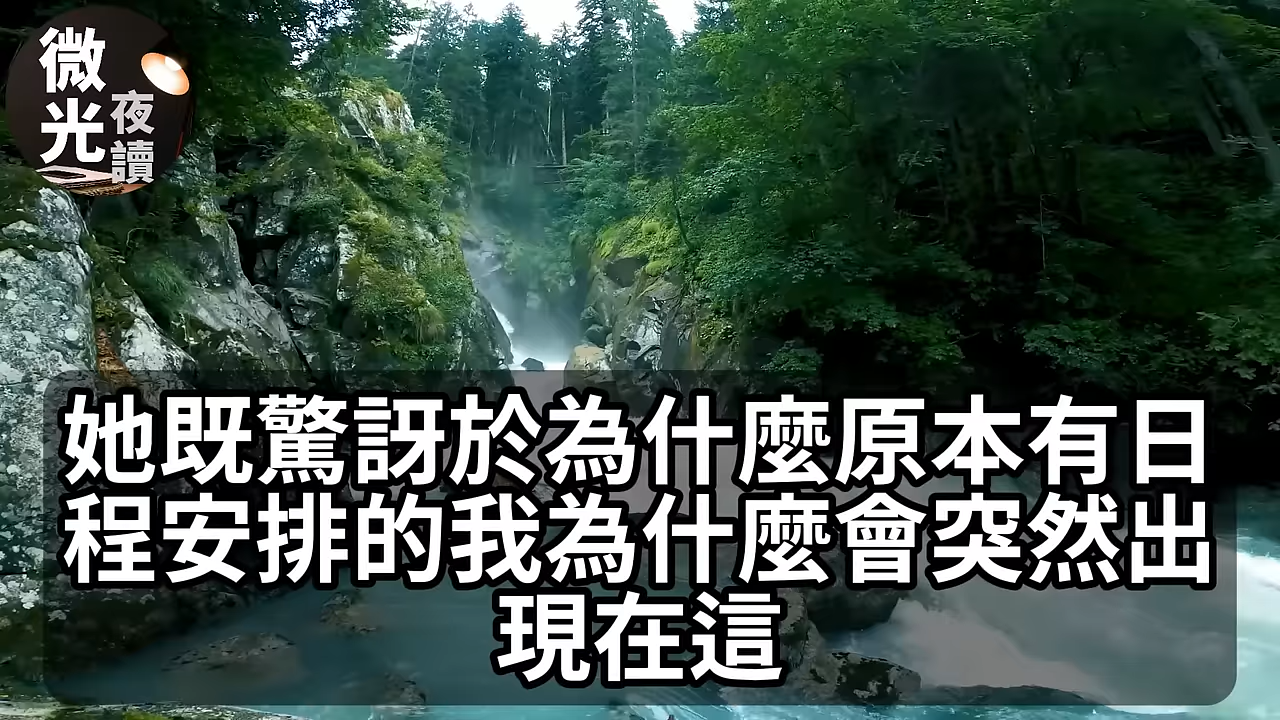 微光
夜讀
她既驚訝於為什麼原本有日
程安排的我為什麼會突然出
現在這